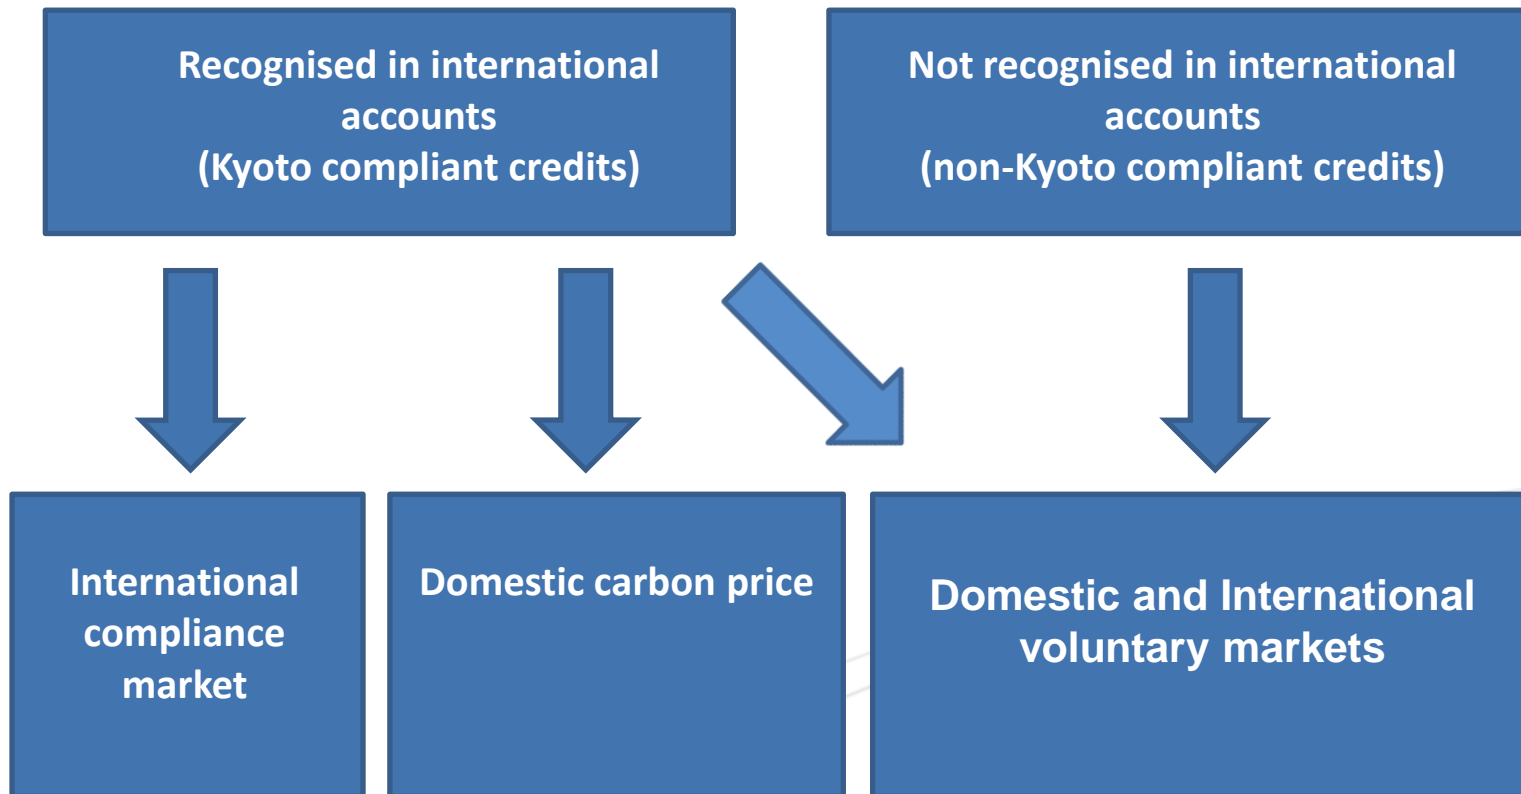 Recognised in international
accounts
(Kyoto compliant credits)
Not recognised in international
accounts
(non-Kyoto compliant credits)
International
compliance
market
Domestic carbon price
Domestic and International
voluntary markets